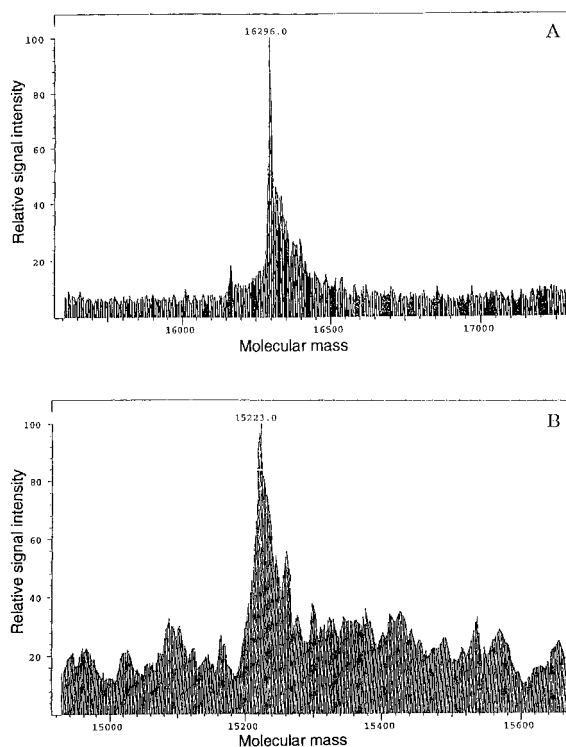 A
16296.0
100
80
60
40
20
Relative signal intensity
16000 16500 17000
Molecular mass
B
15223.0
100
80
60
40
20
Relative signal intensity
15000 15200 15400 15600
Molecular mass